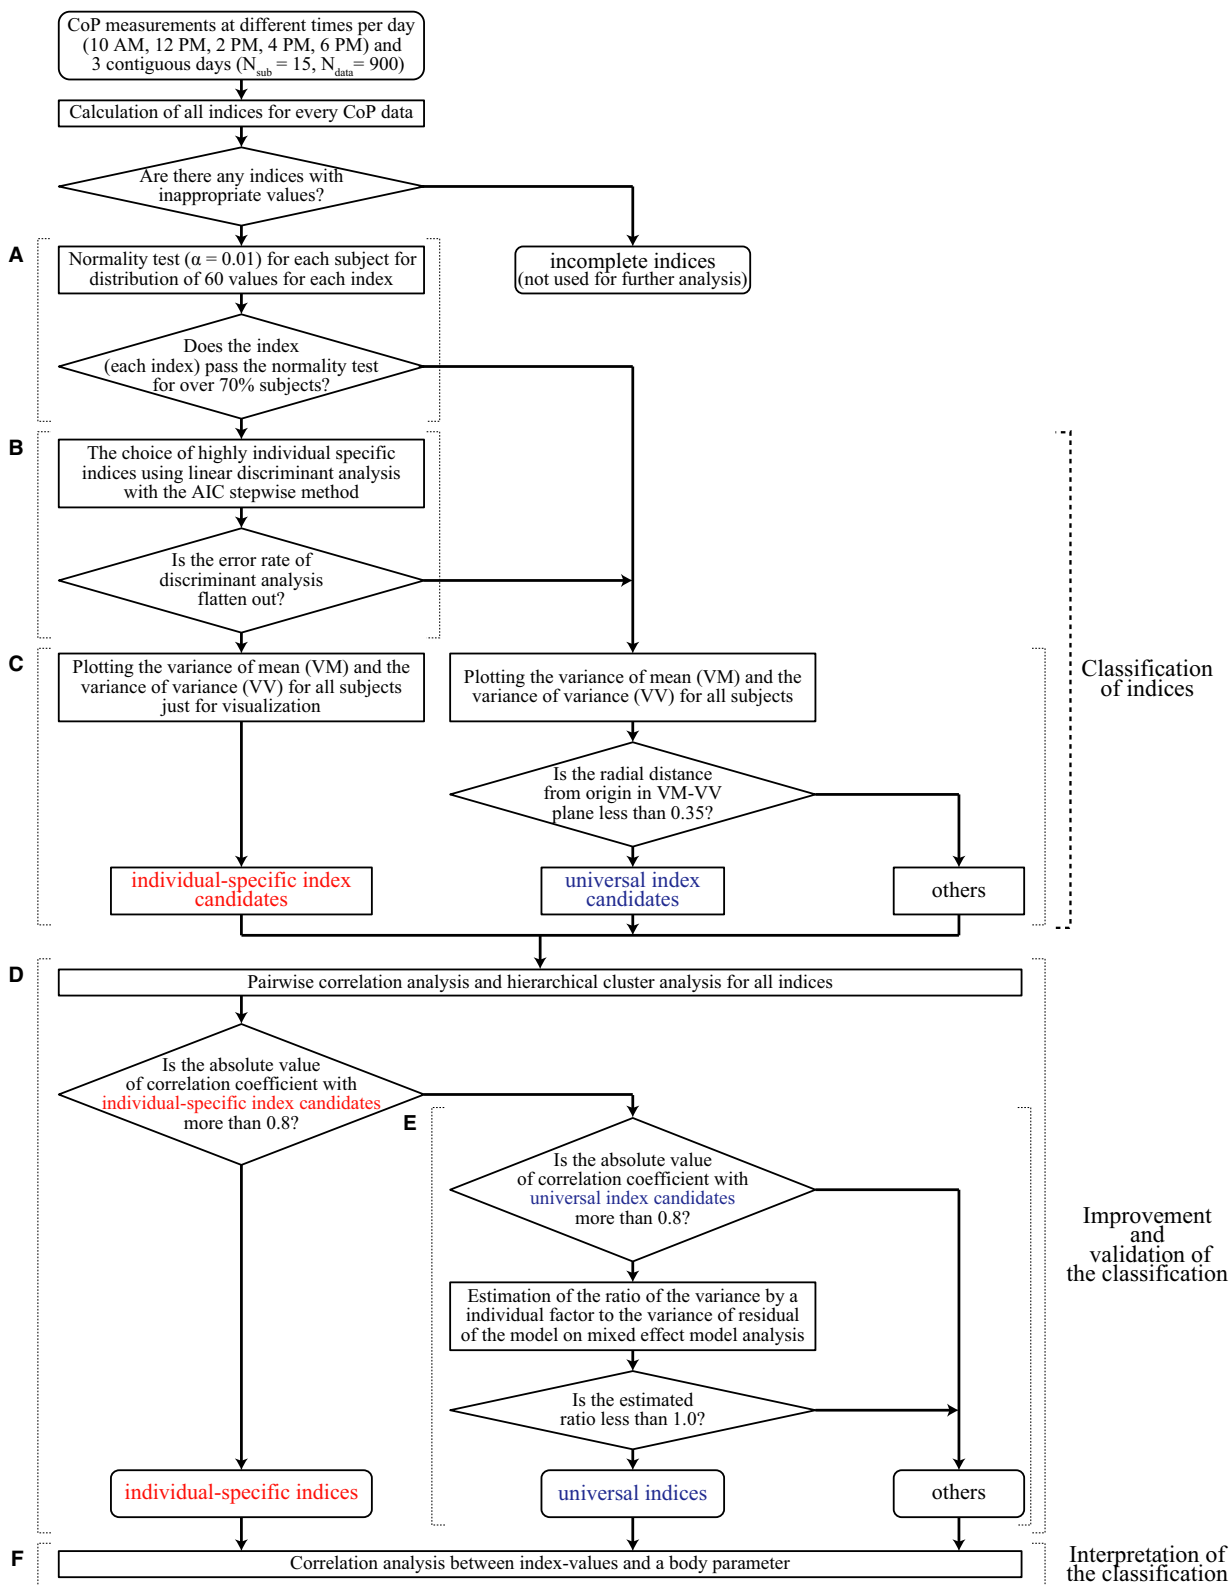 CoP measurements at different times per day
(10 AM, 12 PM, 2 PM, 4 PM, 6 PM) and
3 contiguous days (Nsub = 15, Ndata = 900)
Calculation of all indices for every CoP data
Are there any indices with
inappropriate values?
A
Normality test (α = 0.01) for each subject for
distribution of 60 values for each index
incomplete indices
(not used for further analysis)
Does the index
(each index) pass the normality test
for over 70% subjects?
B
The choice of highly individual specific
indices using linear discriminant analysis
with the AIC stepwise method
Is the error rate of
discriminant analysis
flatten out?
C
Plotting the variance of mean (VM) and the
variance of variance (VV) for all subjects
just for visualization
Plotting the variance of mean (VM) and the
variance of variance (VV) for all subjects
Classification
of indices
Is the radial distance
from origin in VM-VV
plane less than 0.35?
individual-specific index
candidates
universal index
candidates
others
D
Pairwise correlation analysis and hierarchical cluster analysis for all indices
Is the absolute value
of correlation coefficient with
individual-specific index candidates
more than 0.8?
E
Is the absolute value
of correlation coefficient with
universal index candidates
more than 0.8?
Improvement
and
validation of
the classification
Estimation of the ratio of the variance by a
individual factor to the variance of residual
of the model on mixed effect model analysis
Is the estimated
ratio less than 1.0?
individual-specific indices
universal indices
others
F
Correlation analysis between index-values and a body parameter
Interpretation of
the classification